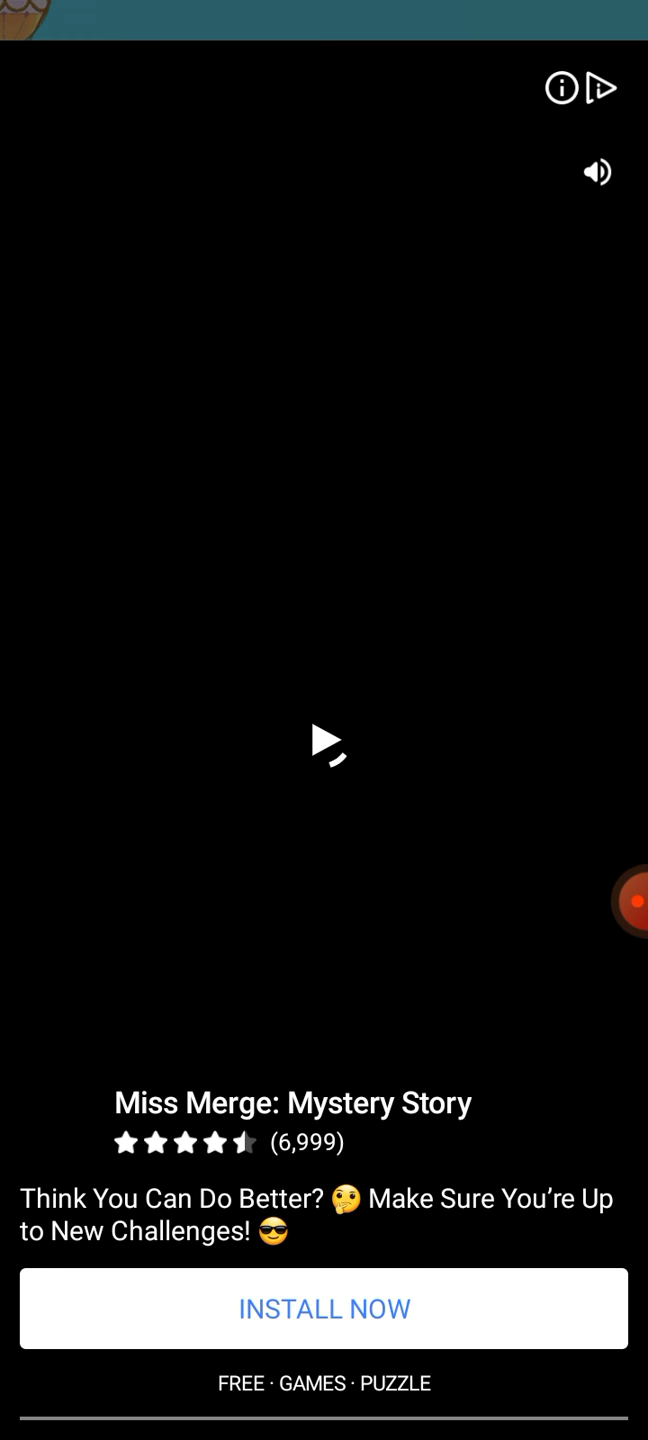 Miss Merge: Mystery Story
(6,999)
Think You Can Do Better? 🤔 Make Sure You’re Up
to New Challenges! 😎
INSTALL NOW
FREE · GAMES · PUZZLE